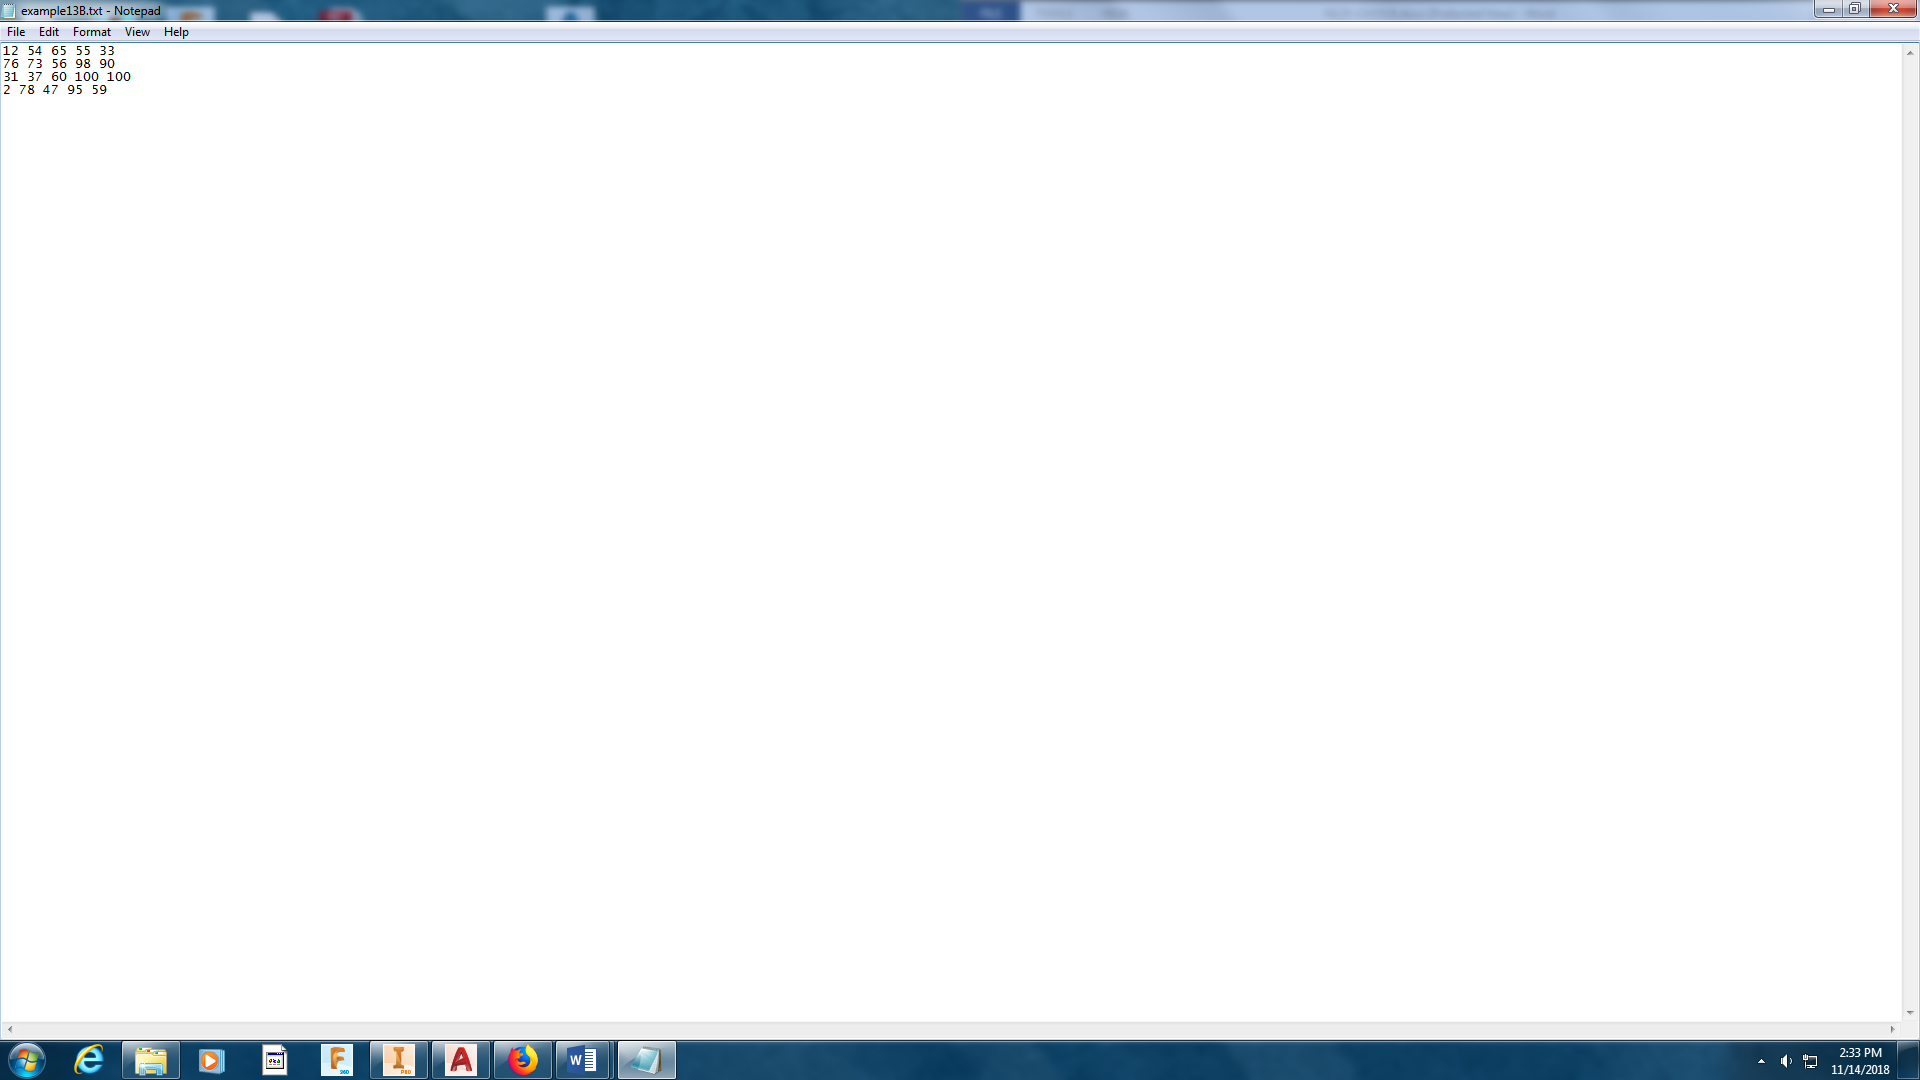 example13B.txt - Notepad
File Edit Format View Help
12 54 65 55 33
76 73 56 98 90
31 37 60 100 100
2 78 47 95 59
2:33 PM
11/14/2018